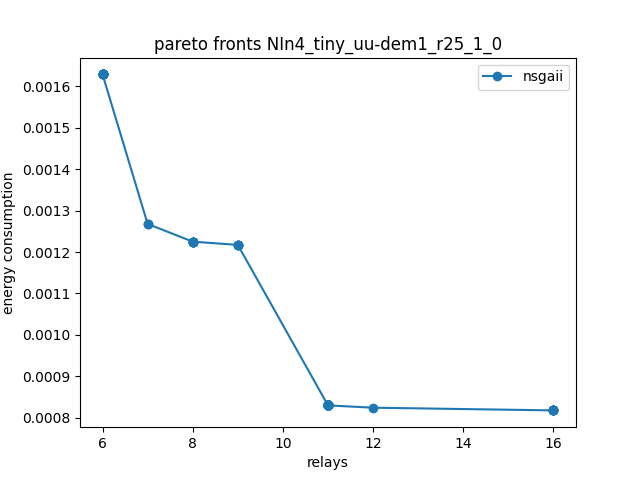 pareto fronts NIn4_tiny_uu-dem1_r25_1_0
nsgaii
0.0016
0.0015
0.0014
0.0013
0.0012
0.0011
0.0010
0.0009
0.0008
energy consumption
6 8 10 12 14 16
relays